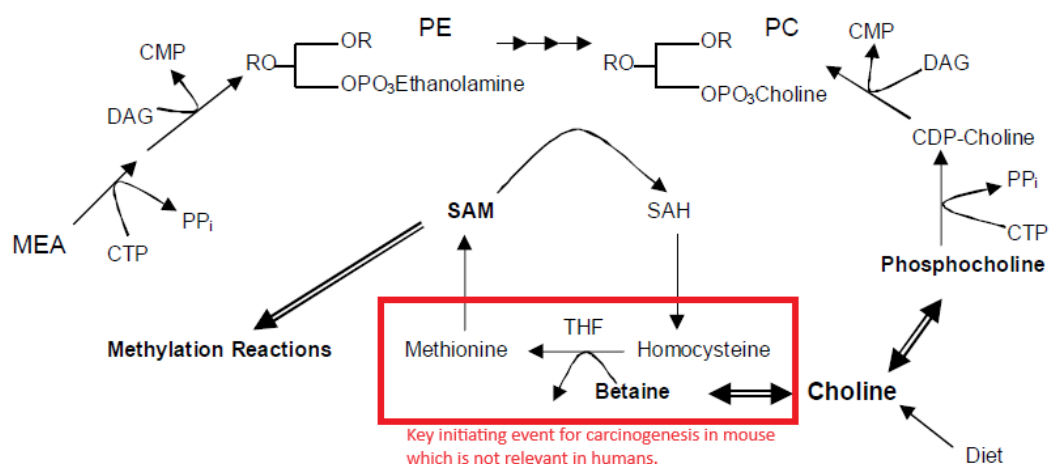 CMP
PE
PC
CMP
OR
RO
OPO₃Ethanolamine
OR
RO
OPO₃Choline
DAG
DAG
CDP-Choline
MEA
CTP
PPᵢ
SAM
SAH
PPᵢ
CTP
Phosphocholine
Methylation Reactions
Methionine
THF
Homocysteine
Betaine
Choline
Diet
Key initiating event for carcinogenesis in mouse
which is not relevant in humans.